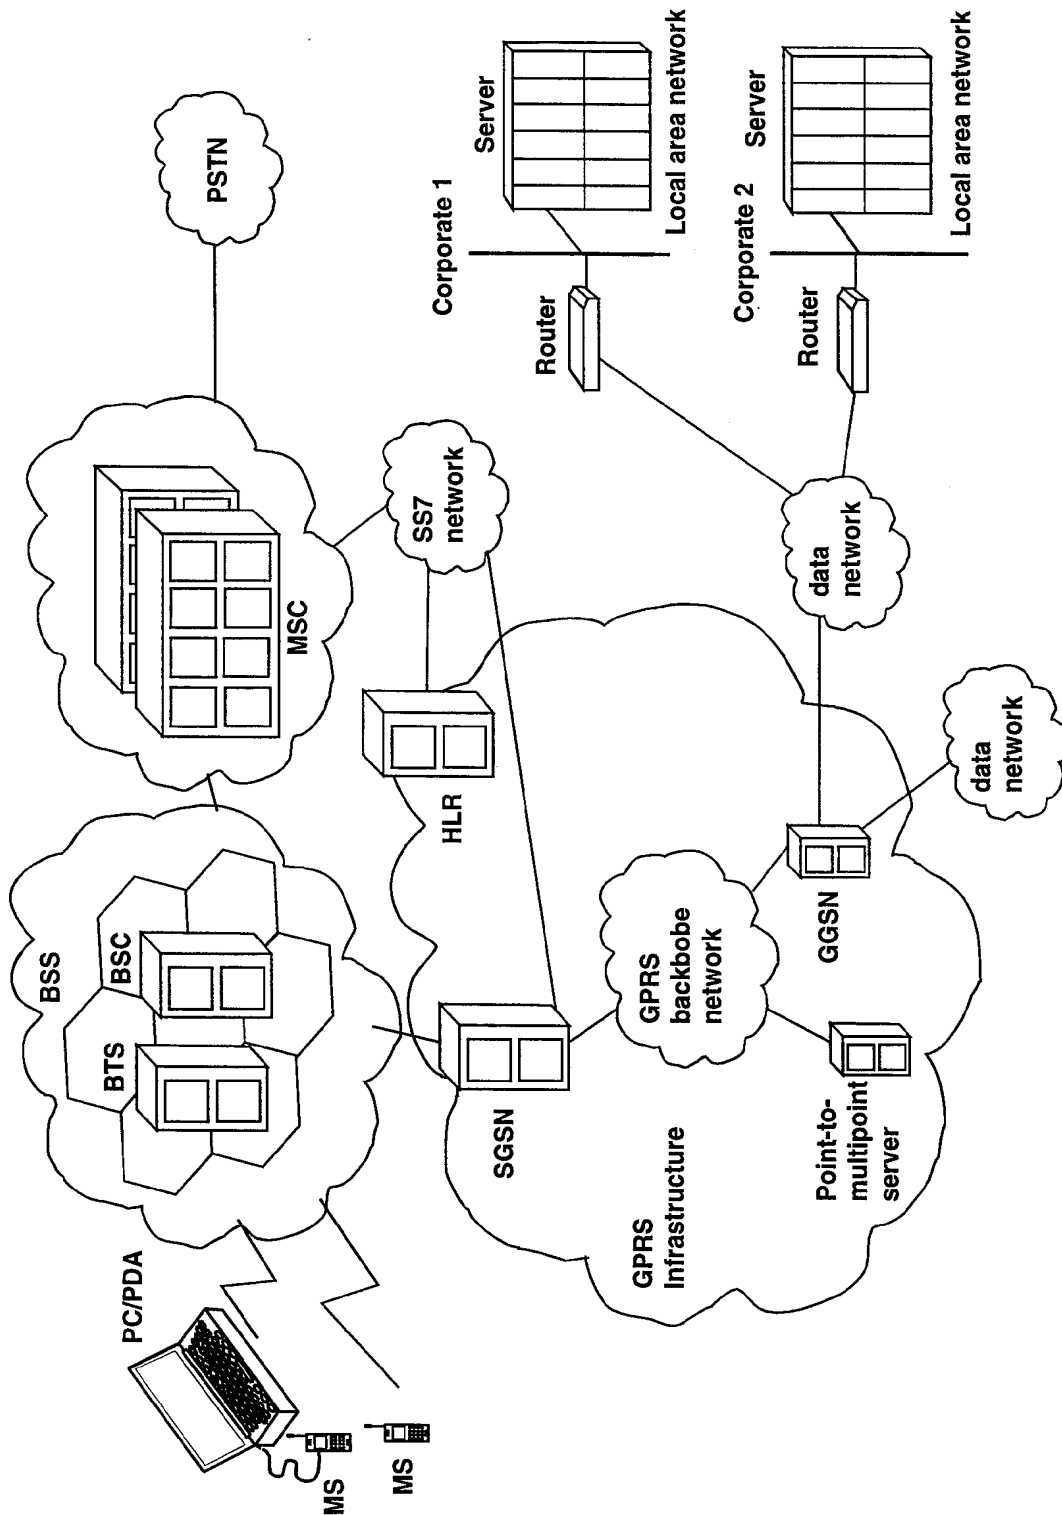 PC/PDA
MS
MS
BSS
BTS
BSC
MSC
PSTN
SS7
network
HLR
SGSN
GPRS
Infrastructure
GPRS
backbobe
network
Point-to-
multipoint
server
GGSN
data
network
data
network
Corporate 1
Router
Server
Local area network
Corporate 2
Router
Server
Local area network